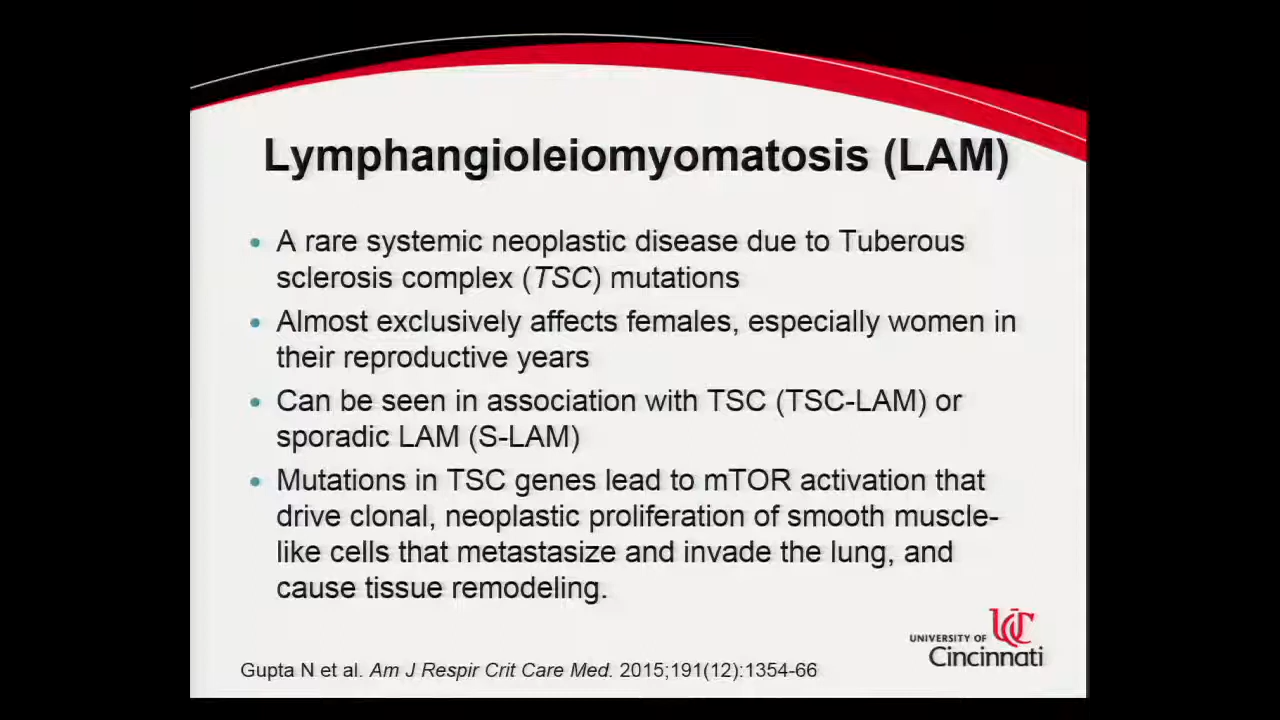 Lymphangioleiomyomatosis (LAM)
• A rare systemic neoplastic disease due to Tuberous
sclerosis complex (TSC) mutations
• Almost exclusively affects females, especially women in
their reproductive years
• Can be seen in association with TSC (TSC-LAM) or
sporadic LAM (S-LAM)
• Mutations in TSC genes lead to mTOR activation that
drive clonal, neoplastic proliferation of smooth muscle-
like cells that metastasize and invade the lung, and
cause tissue remodeling.
UC
UNIVERSITY OF
Cincinnati
Gupta N et al. Am J Respir Crit Care Med. 2015;191(12):1354-66